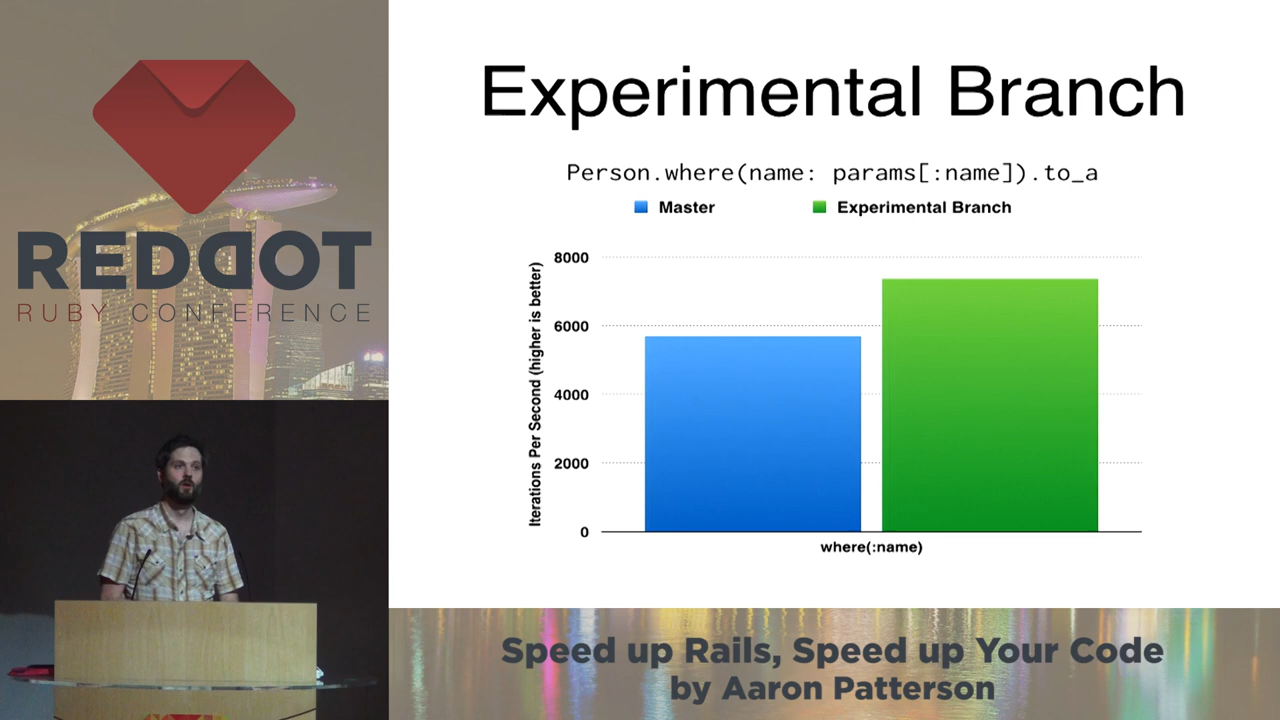 REDDOT
RUBY CONFERENCE
Experimental Branch
Person.where(name: params[:name]).to_a
Master
Experimental Branch
Iterations Per Second (higher is better)
8000
6000
4000
2000
0
where(:name)
Speed up Rails, Speed up Your Code
by Aaron Patterson